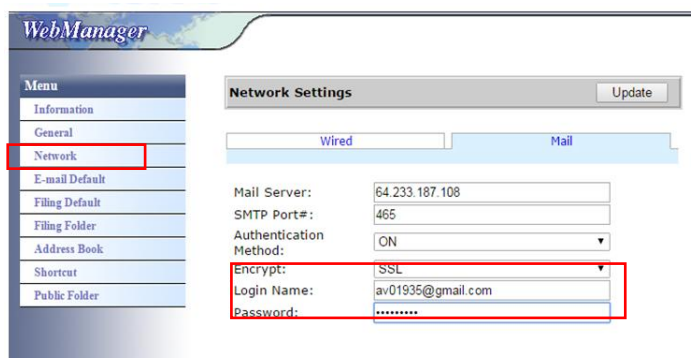 WebManager
Menu
Information
General
Network
E-mail Default
Filing Default
Filing Folder
Address Book
Shortcut
Public Folder
Network Settings
Update
Wired
Mail
Mail Server: 64.233.187.108
SMTP Port#: 465
Authentication
Method: ON
Encrypt: SSL
Login Name: av01935@gmail.com
Password: •••••••••